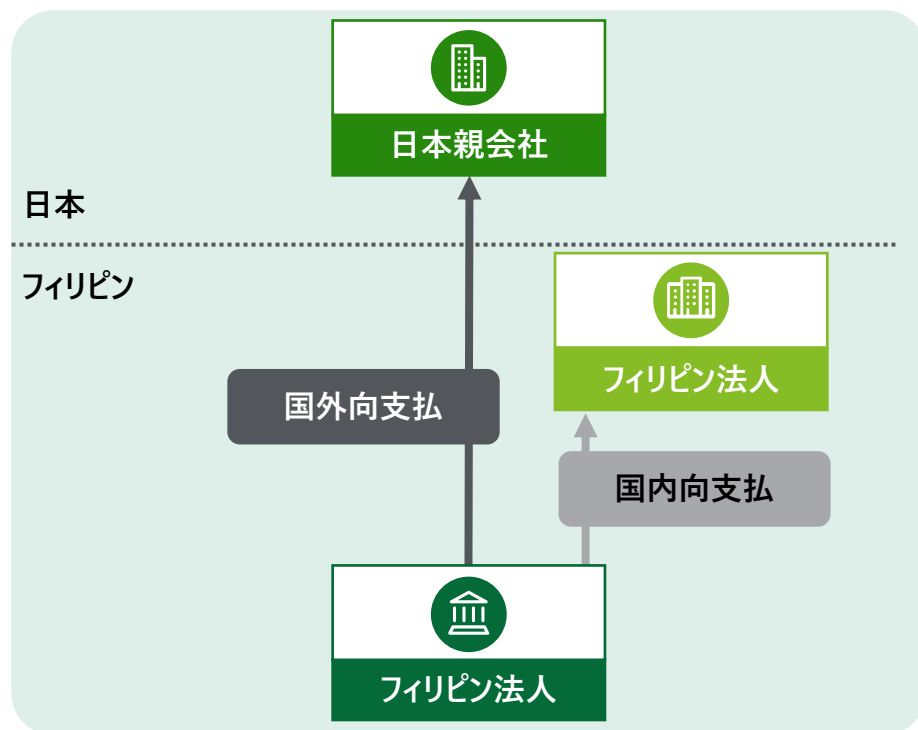 日本親会社
日本
フィリピン
フィリピン法人
国外向支払
国内向支払
フィリピン法人